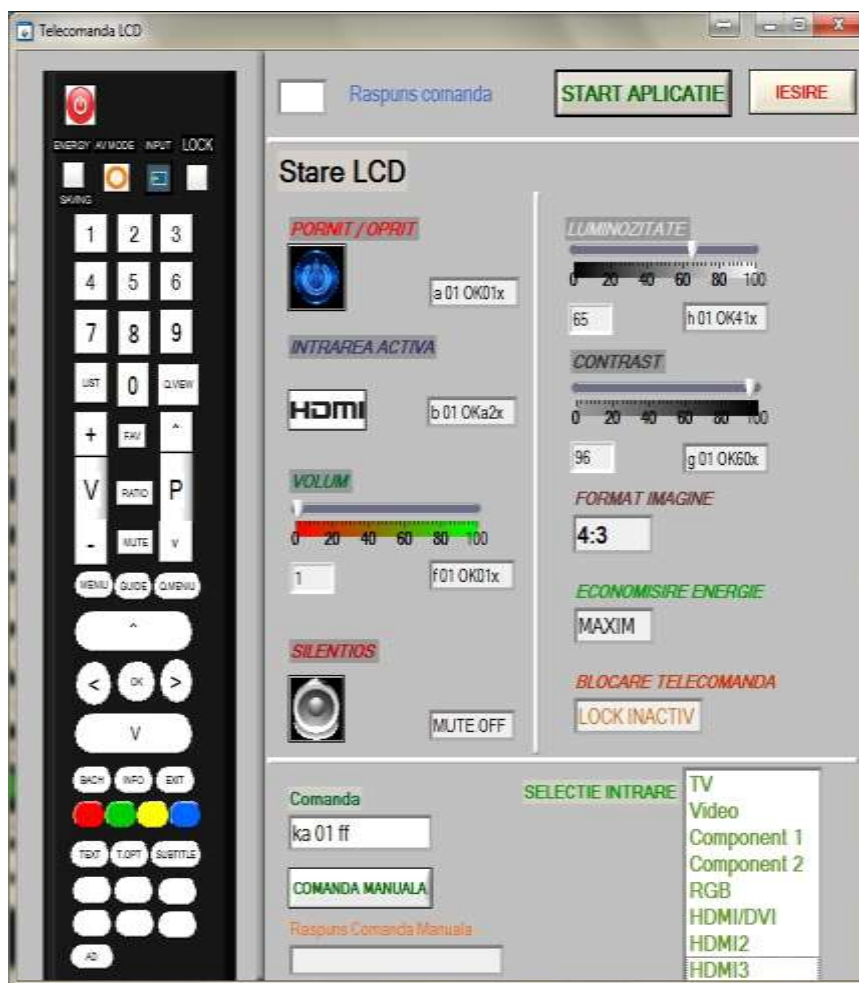 Telecomanda LCD
ENERGY AV MODE INPUT LOCK
SAVING
1 2 3
4 5 6
7 8 9
LIST 0 Q.VIEW
+ FAV ^
V RATIO P
- MUTE v
MENIU GUIDE Q.MENIU
^
< OK >
V
BACH INFO EXIT
TEXT T.OPT SUBTITLE
AD
Raspuns comanda
START APLICATIE
IESIRE
Stare LCD
PORNIT / OPRIT
a 01 OK01x
INTRAREA ACTIVA
HDMI
b 01 OKa2x
VOLUM
0 20 40 60 80 100
1
f 01 OK01x
SILENTIOS
MUTE OFF
LUMINOZITATE
0 20 40 60 80 100
65
h 01 OK41x
CONTRAST
0 20 40 60 80 100
96
g 01 OK60x
FORMAT IMAGINE
4:3
ECONOMISIRE ENERGIE
MAXIM
BLOCARE TELECOMANDA
LOCK INACTIV
Comanda
ka 01 ff
COMANDA MANUALA
Raspuns Comanda Manuala
SELECTIE INTRARE
TV
Video
Component 1
Component 2
RGB
HDMI/DVI
HDMI2
HDMI3